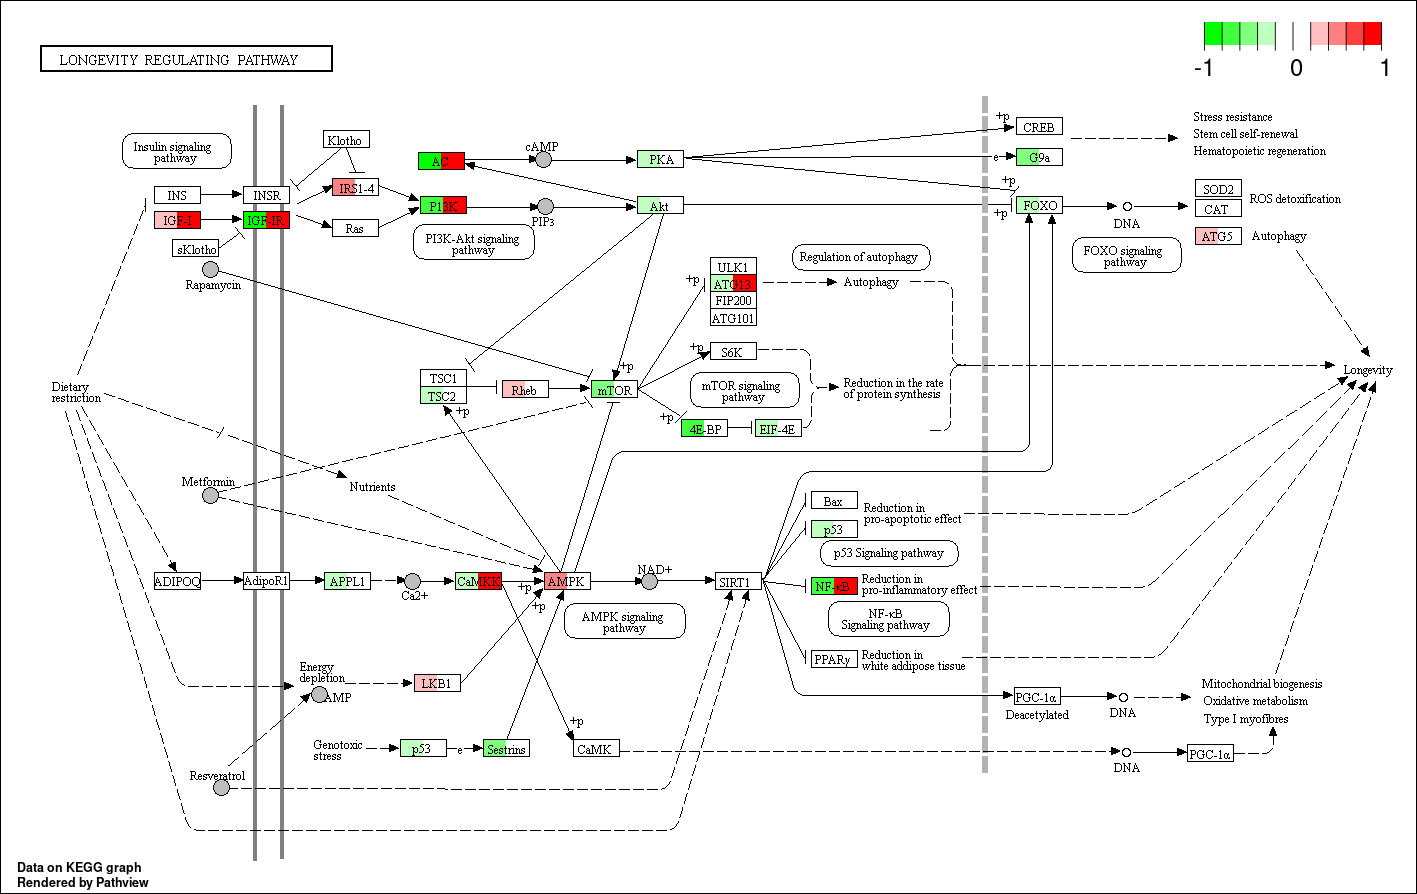 LONGEVITY REGULATING PATHWAY
-1
0
1
Insulin signaling
pathway
Klotho
cAMP
AC
PKA
+p
CREB
Stress resistance
Stem cell self-renewal
Hematopoietic regeneration
e
G9a
INS
INSR
IRS1-4
PI3K
PIP3
Akt
+p
+p
FOXO
DNA
SOD2
CAT
ROS detoxification
IGF-I
IGF-IR
Ras
ATG5
Autophagy
sKlotho
PI3K-Akt signaling
pathway
FOXO signaling
pathway
Rapamycin
Regulation of autophagy
ULK1
+p
ATG13
FIP200
ATG101
Autophagy
+p
S6K
+p
TSC1
TSC2
+p
Rheb
mTOR
mTOR signaling
pathway
Reduction in the rate
of protein synthesis
Longevity
Dietary
restriction
+p
4E-BP
EIF-4E
Metformin
Nutrients
Bax
Reduction in
pro-apoptotic effect
p53
p53 Signaling pathway
ADIPOQ
AdipoR1
APPL1
Ca2+
CaMKK
+p
+p
AMPK
NAD+
SIRT1
NF-κB
Reduction in
pro-inflammatory effect
AMPK signaling
pathway
NF-κB
Signaling pathway
PPARγ
Reduction in
white addipose tissue
Energy
depletion
AMP
LKB1
PGC-1α
Deacetylated
DNA
Mitochondrial biogenesis
Oxidative metabolism
Type I myofibres
Genotoxic
stress
p53
e
Sestrins
+p
CaMK
DNA
PGC-1α
Resveratrol
Data on KEGG graph
Rendered by Pathview